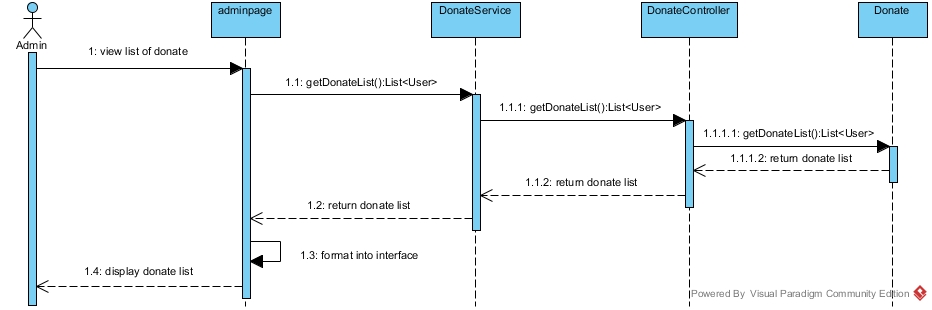 adminpage
DonateService
DonateController
Donate
Admin
1: view list of donate
1.1: getDonateList():List<User>
1.1.1: getDonateList():List<User>
1.1.1.1: getDonateList():List<User>
1.1.1.2: return donate list
1.1.2: return donate list
1.2: return donate list
1.3: format into interface
1.4: display donate list
Powered By Visual Paradigm Community Edition